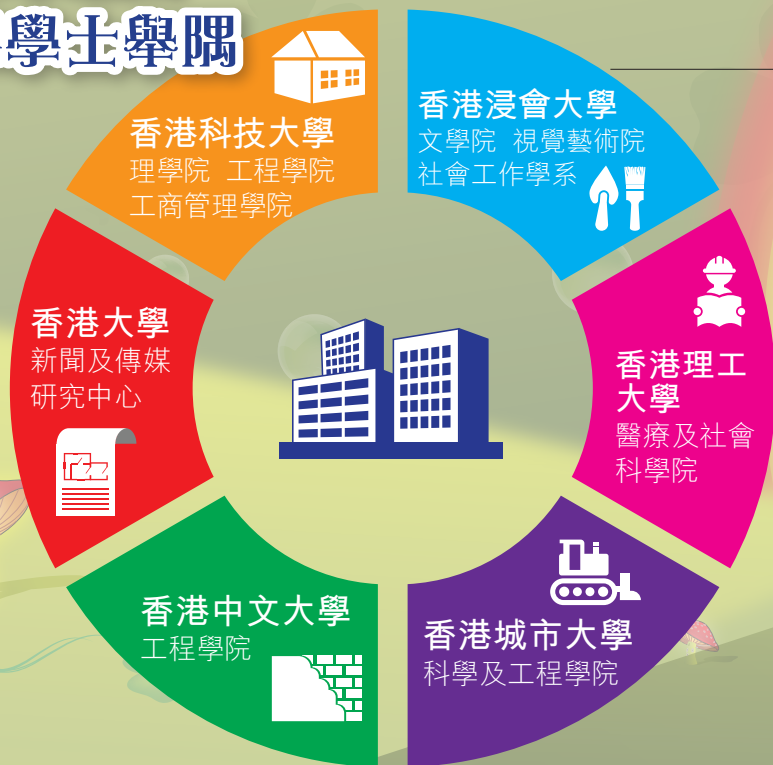 學士舉隅
香港科技大學
理學院 工程學院
工商管理學院
香港浸會大學
文學院 視覺藝術院
社會工作學系
香港理工
大學
醫療及社會
科學院
香港城市大學
科學及工程學院
香港中文大學
工程學院
香港大學
新聞及傳媒
研究中心